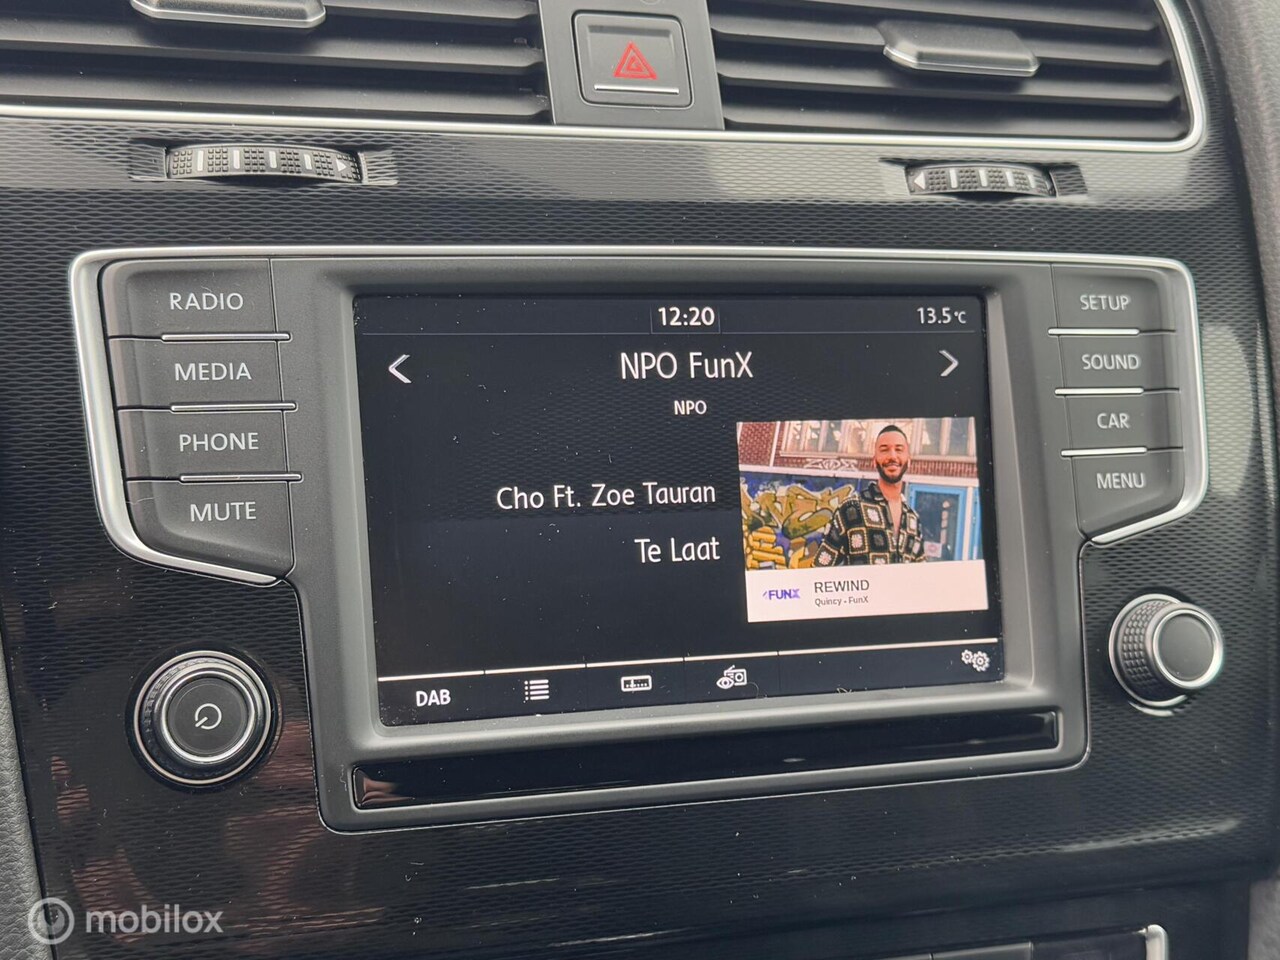 RADIO
MEDIA
PHONE
MUTE
12:20
13.5°C
NPO FunX
NPO
Cho Ft. Zoe Tauran
Te Laat
FUNX
REWIND
Quincy - FunX
DAB
SETUP
SOUND
CAR
MENU
mobilox